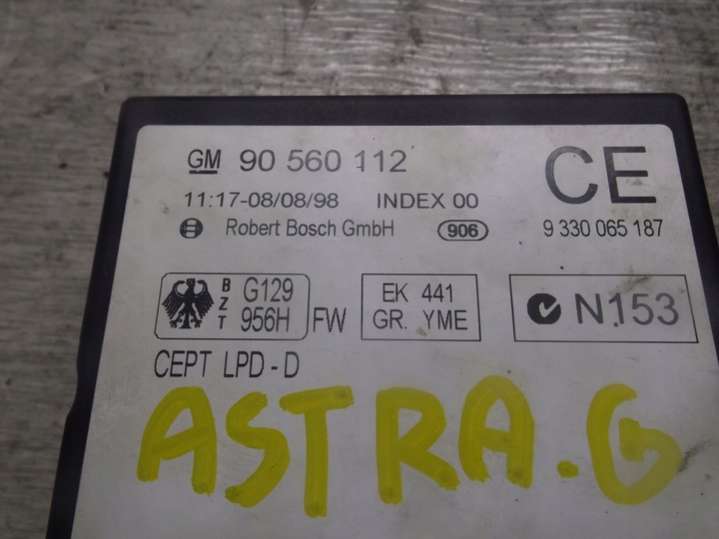 GM 90 560 112
11:17-08/08/98 INDEX 00
Robert Bosch GmbH 906
CE
9 330 065 187
BZT G129 956H FW
EK 441
GR. YME
N153
CEPT LPD - D
ASTRA.G